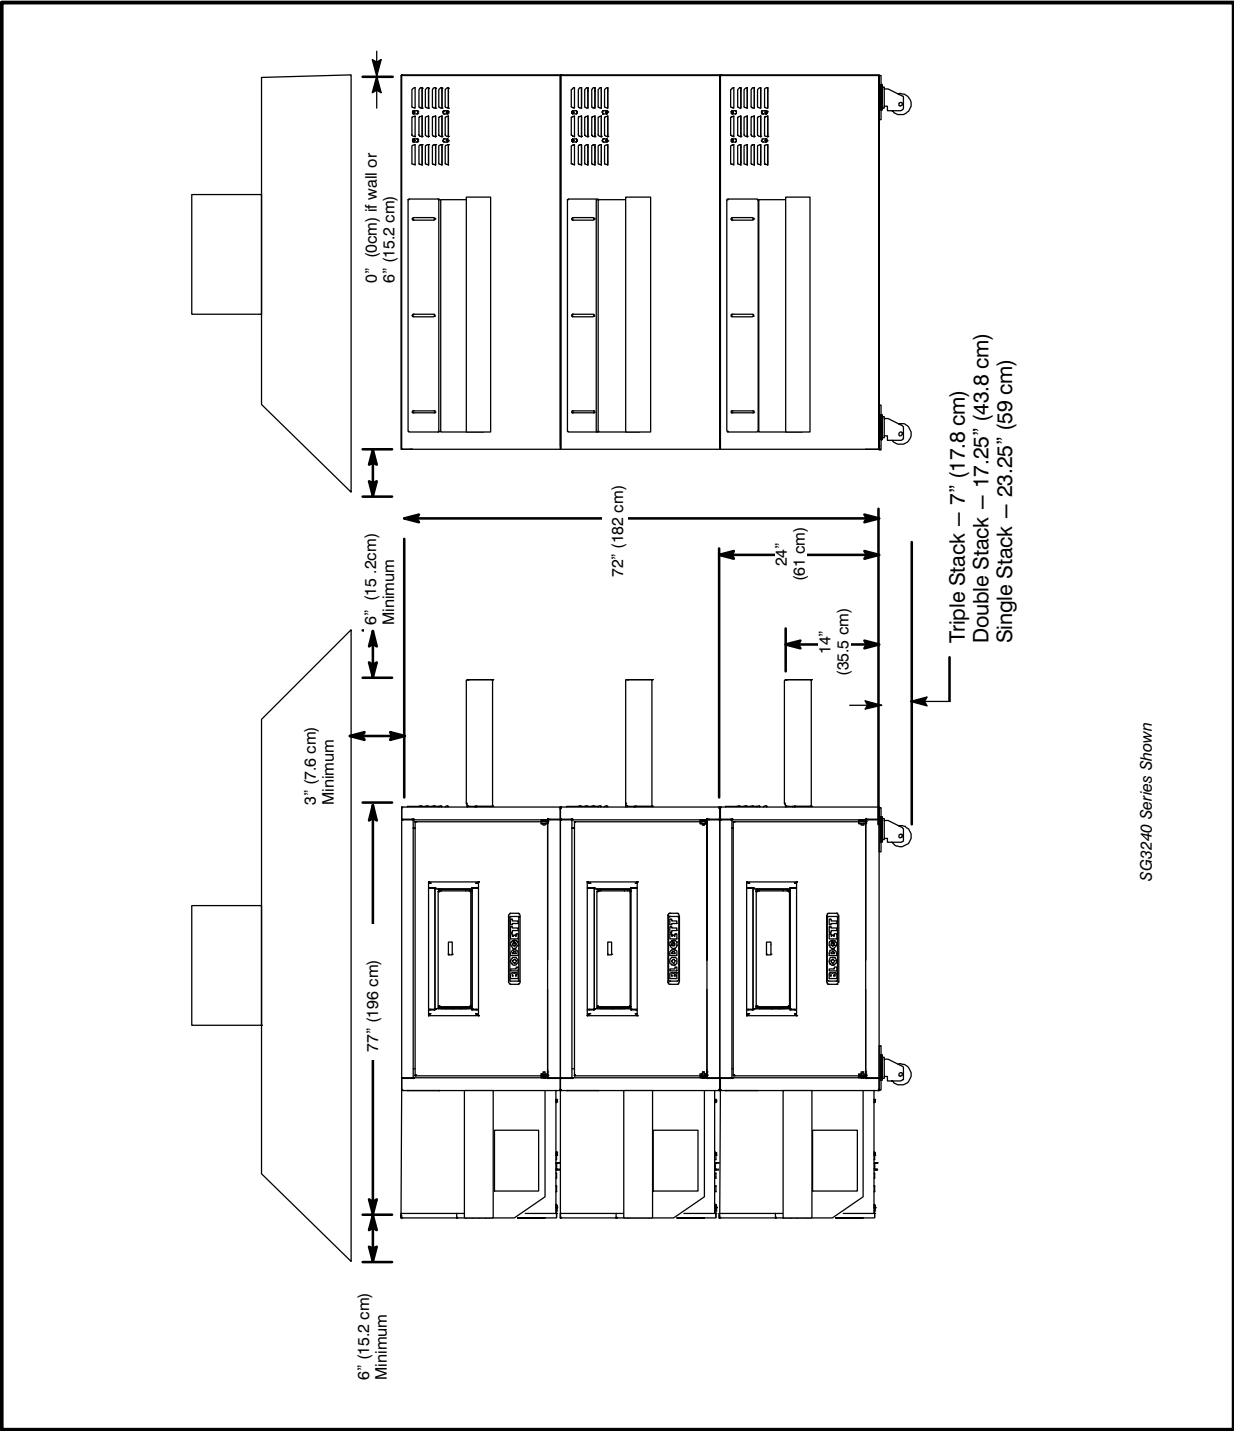 0” (0cm) if wall or
6” (15.2 cm)
6” (15 .2cm)
Minimum
3” (7.6 cm)
Minimum
77” (196 cm)
6” (15.2 cm)
Minimum
72” (182 cm)
24”
(61 cm)
14”
(35.5 cm)
BLODGETT
BLODGETT
BLODGETT
Triple Stack – 7” (17.8 cm)
Double Stack – 17.25” (43.8 cm)
Single Stack – 23.25” (59 cm)
SG3240 Series Shown